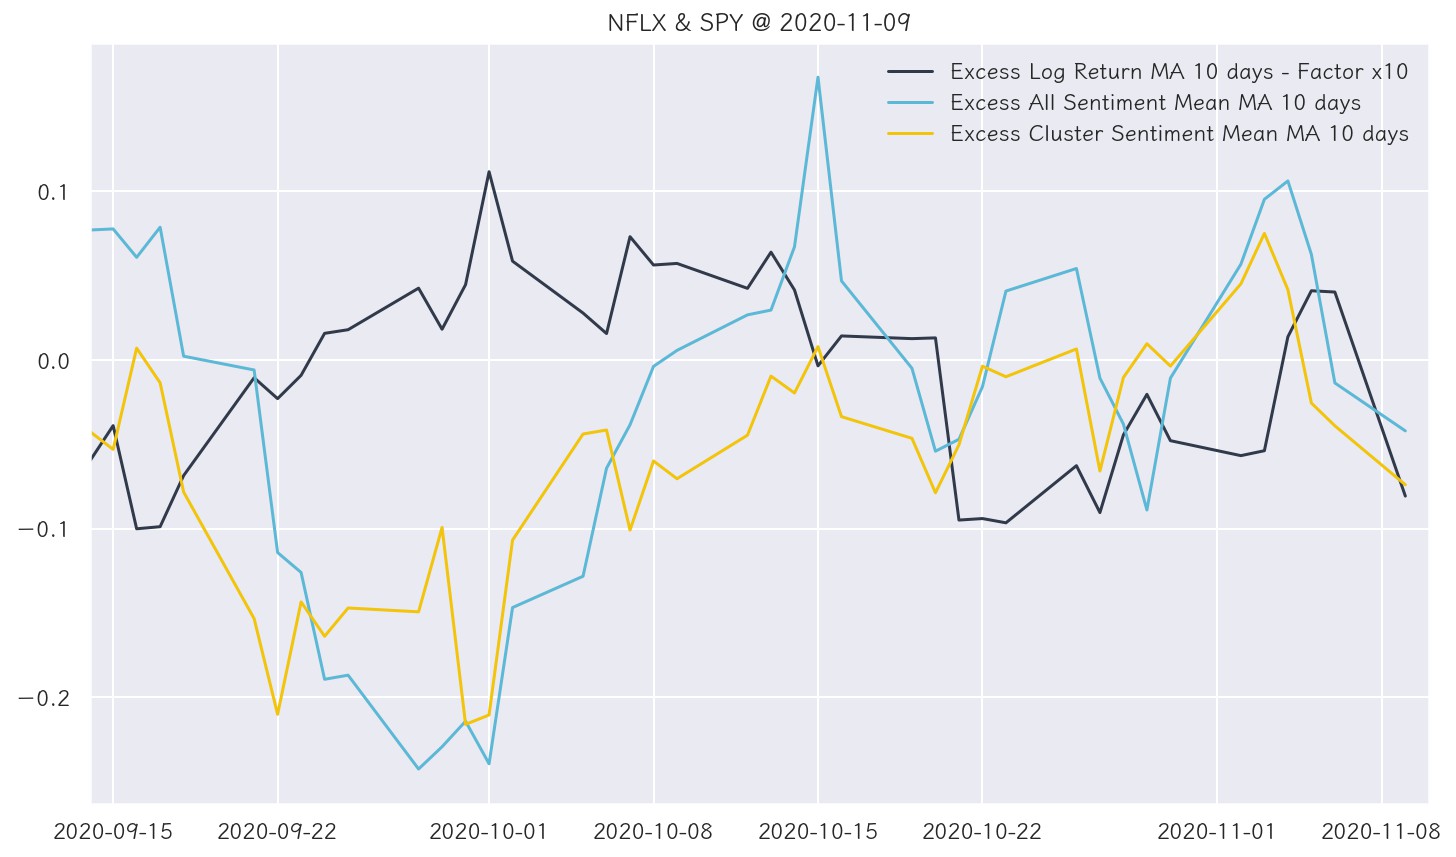 NFLX & SPY @ 2020-11-09
Excess Log Return MA 10 days - Factor x10
Excess All Sentiment Mean MA 10 days
Excess Cluster Sentiment Mean MA 10 days
0.1
0.0
−0.1
−0.2
2020-09-15 2020-09-22 2020-10-01 2020-10-08 2020-10-15 2020-10-22 2020-11-01 2020-11-08